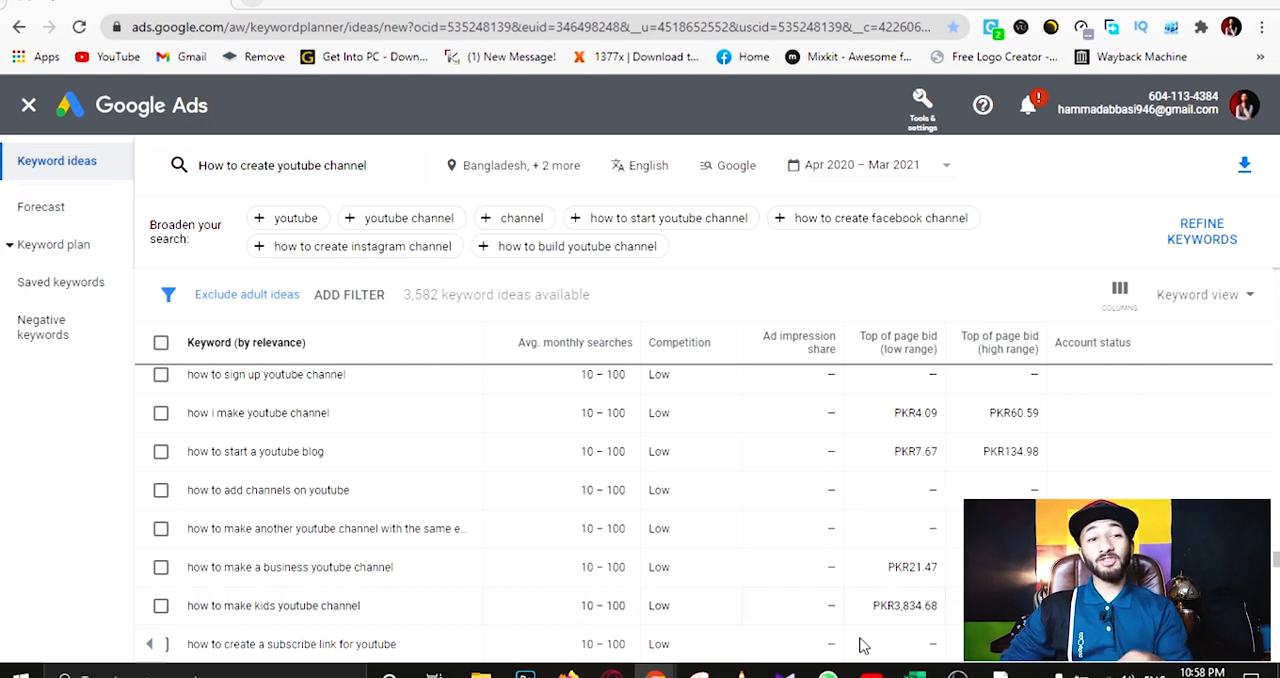 ads.google.com/aw/keywordplanner/ideas/new?ocid=535248139&euid=346498248&__u=4518652552&uscid=535248139&__c=422606...
2
Apps YouTube Gmail Remove Get Into PC - Down... (1) New Message! 1377x | Download t... Home Mixkit - Awesome f... Free Logo Creator -... Wayback Machine »
Google Ads
Tools &
settings
604-113-4384
hammadabbasi946@gmail.com
Keyword ideas
Forecast
Keyword plan
Saved keywords
Negative
keywords
How to create youtube channel Bangladesh, + 2 more English Google Apr 2020 – Mar 2021
Broaden your
search:
+ youtube + youtube channel + channel + how to start youtube channel + how to create facebook channel
+ how to create instagram channel + how to build youtube channel
REFINE
KEYWORDS
Exclude adult ideas ADD FILTER 3,582 keyword ideas available
COLUMNS
Keyword view
Keyword (by relevance) Avg. monthly searches Competition Ad impression share Top of page bid (low range) Top of page bid (high range) Account status
how to sign up youtube channel 10 – 100 Low – – –
how i make youtube channel 10 – 100 Low – PKR4.09 PKR60.59
how to start a youtube blog 10 – 100 Low – PKR7.67 PKR134.98
how to add channels on youtube 10 – 100 Low – – –
how to make another youtube channel with the same e... 10 – 100 Low – –
how to make a business youtube channel 10 – 100 Low – PKR21.47
how to make kids youtube channel 10 – 100 Low – PKR3,834.68
how to create a subscribe link for youtube 10 – 100 Low – –
10:58 PM